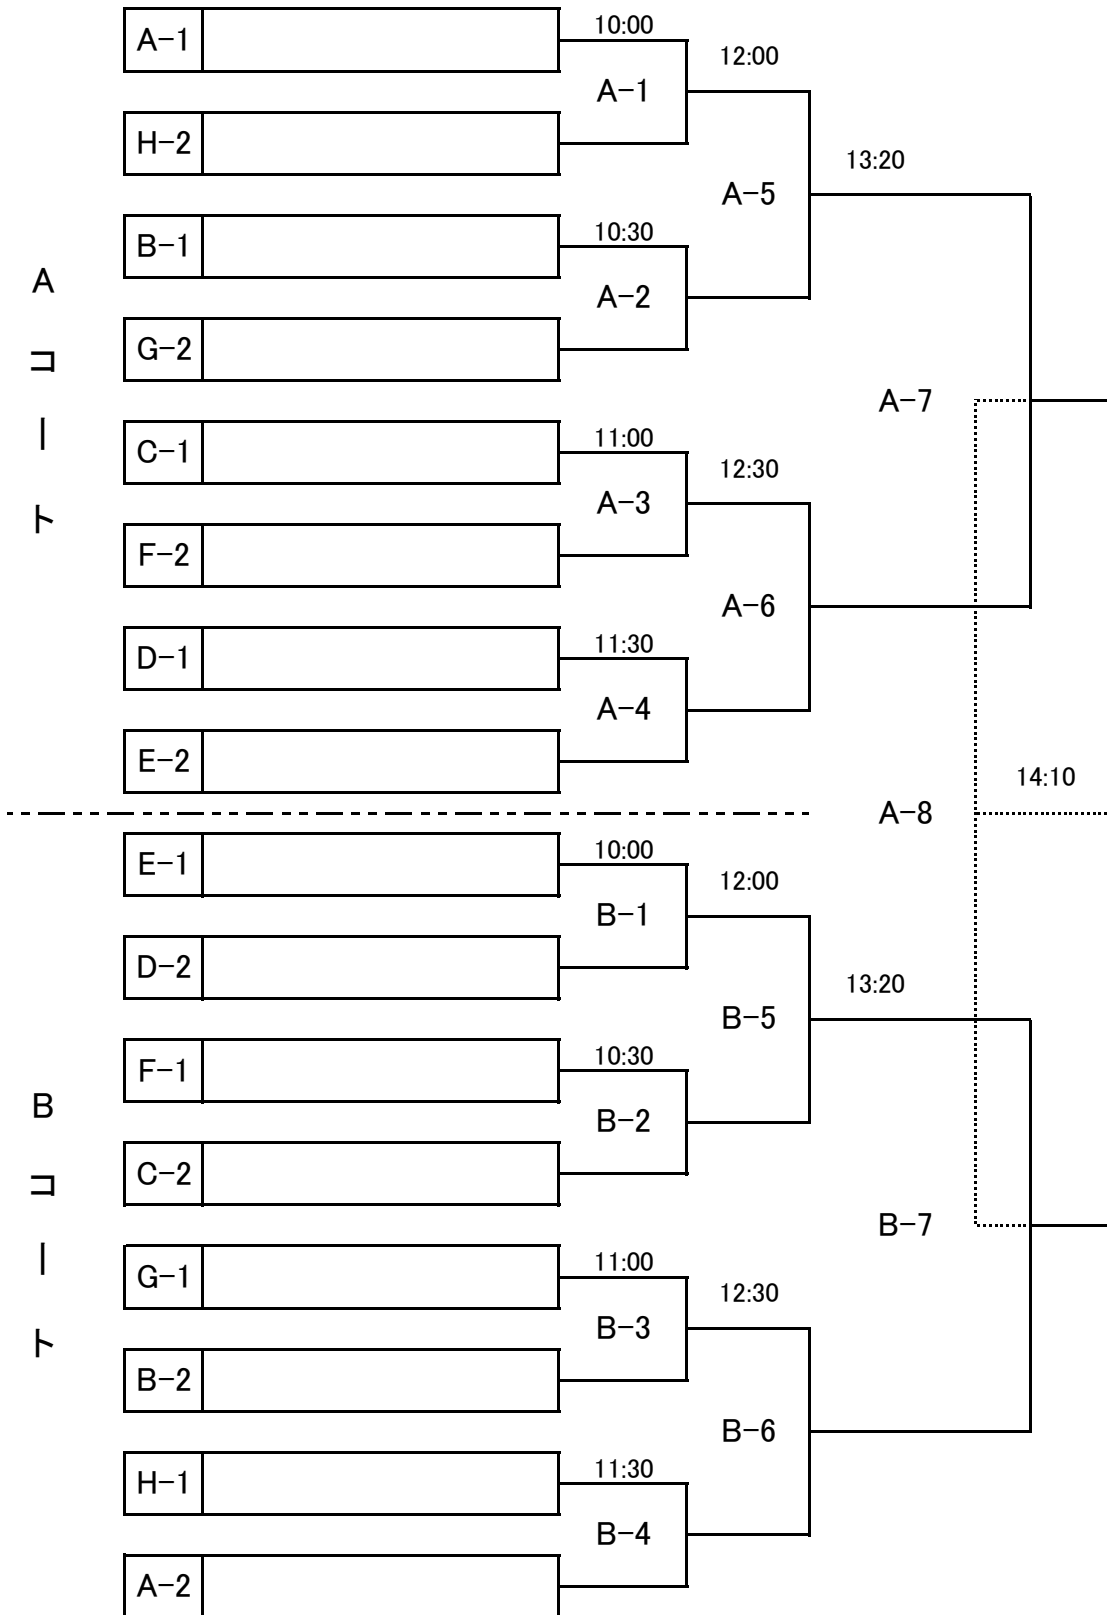 A-1
10:00
12:00
A-1
H-2
13:20
A-5
B-1
10:30
A-2
G-2
Aコート
A-7
C-1
11:00
12:30
A-3
F-2
A-6
D-1
11:30
A-4
E-2
14:10
A-8
E-1
10:00
12:00
B-1
D-2
13:20
B-5
F-1
10:30
B-2
C-2
Bコート
B-7
G-1
11:00
12:30
B-3
B-2
B-6
H-1
11:30
B-4
A-2